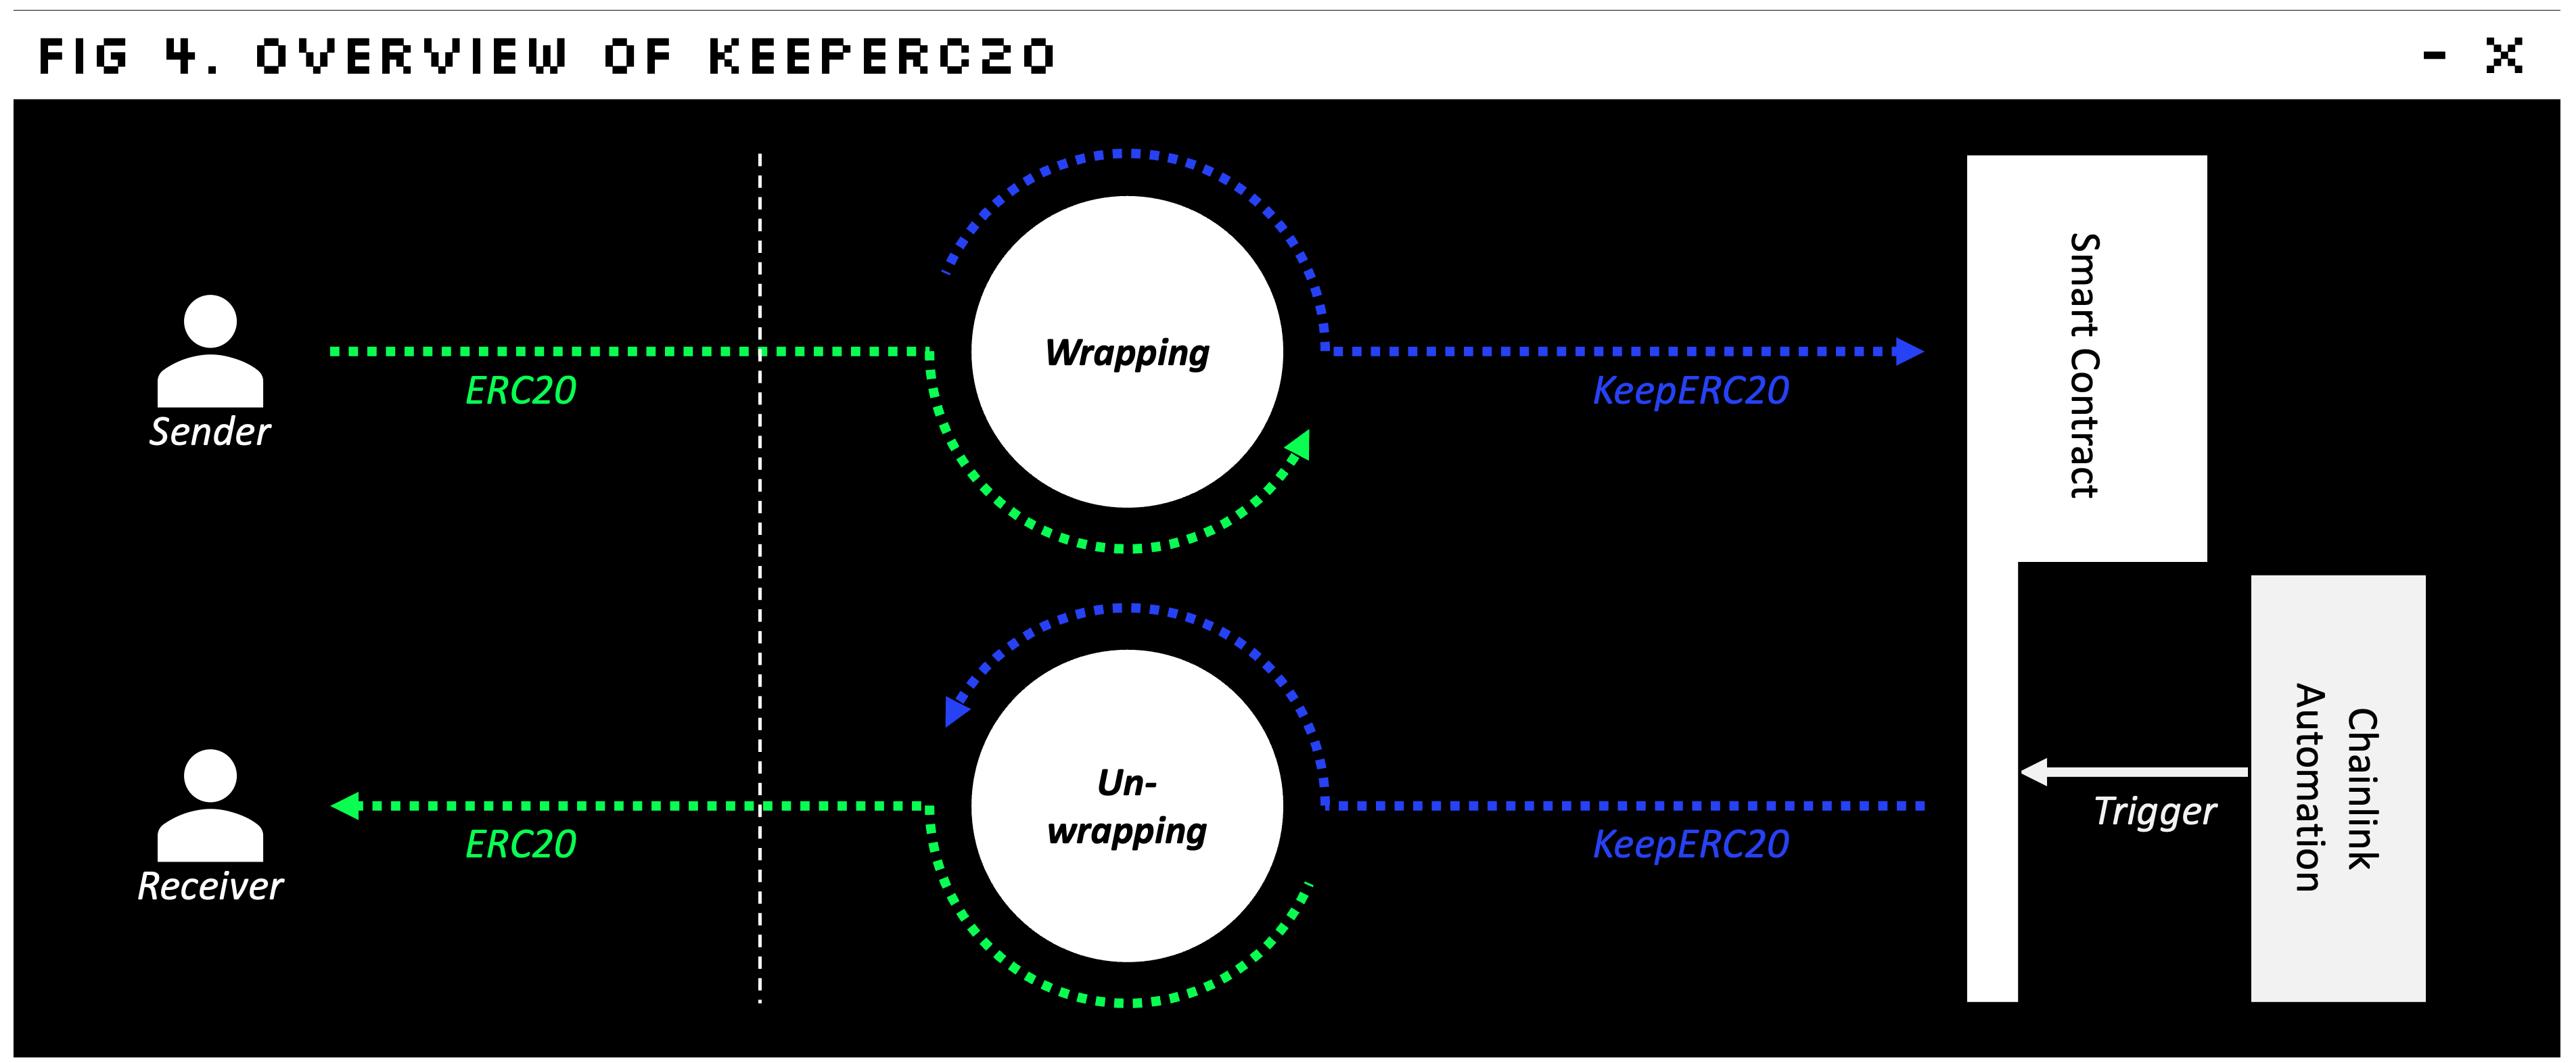 FIG 4. OVERVIEW OF KEEPERC20
- X
Wrapping
ERC20
KeepERC20
Sender
Smart Contract
Un-
wrapping
ERC20
KeepERC20
Receiver
Trigger
Chainlink
Automation